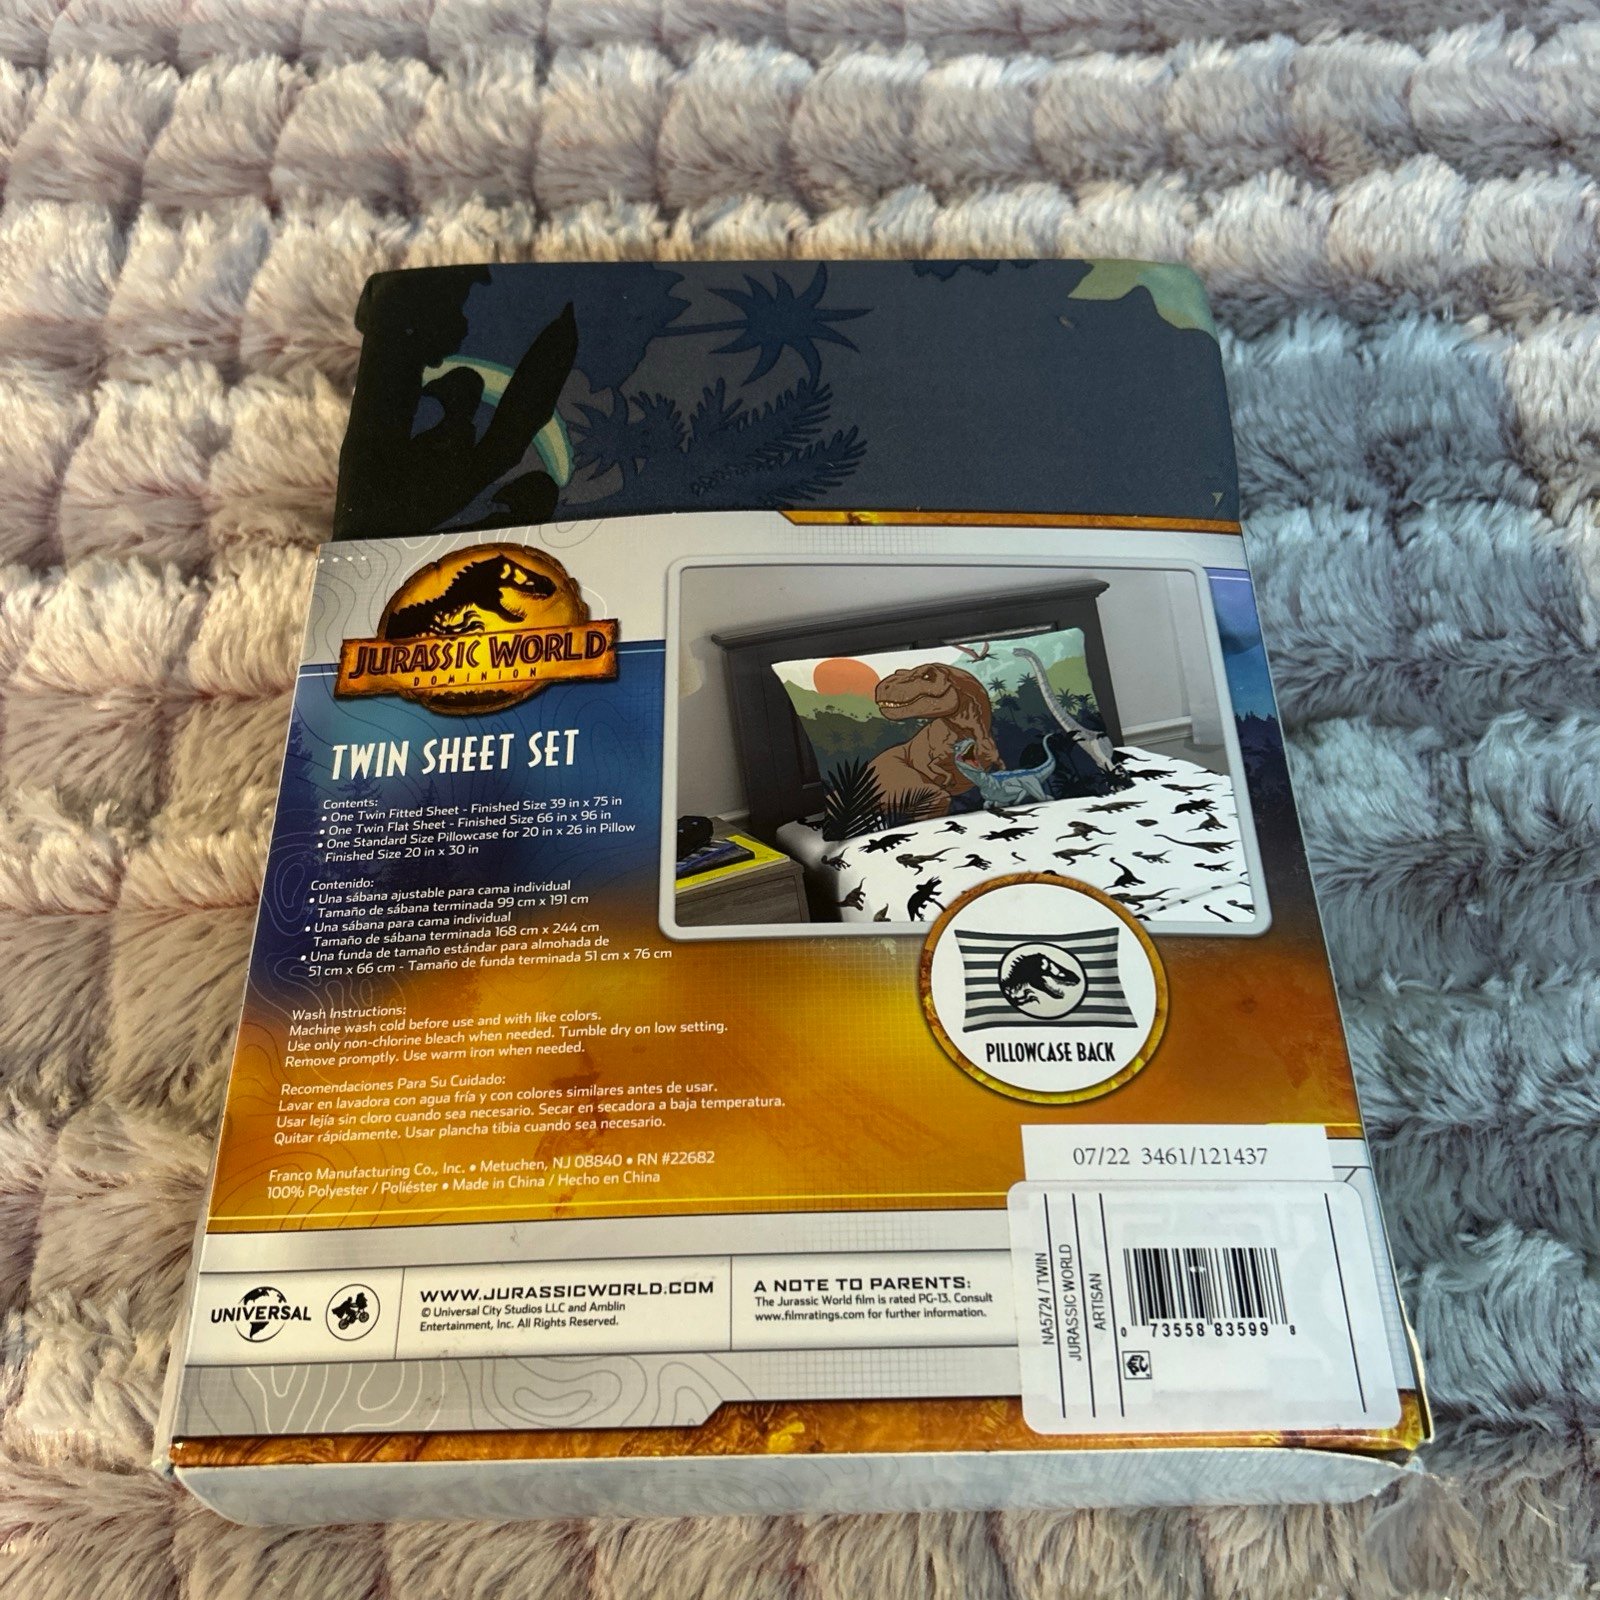 JURASSIC WORLD
DOMINION
TWIN SHEET SET
Contents:
• One Twin Fitted Sheet - Finished Size 39 in x 75 in
• One Twin Flat Sheet - Finished Size 66 in x 96 in
• One Standard Size Pillowcase for 20 in x 26 in Pillow
Finished Size 20 in x 30 in
Contenido:
• Una sábana ajustable para cama individual
Tamaño de sábana terminada 99 cm x 191 cm
• Una sábana para cama individual
Tamaño de sábana terminada 168 cm x 244 cm
• Una funda de tamaño estándar para almohada de
51 cm x 66 cm - Tamaño de funda terminada 51 cm x 76 cm
Wash Instructions:
Machine wash cold before use and with like colors.
Use only non-chlorine bleach when needed. Tumble dry on low setting.
Remove promptly. Use warm iron when needed.
Recomendaciones Para Su Cuidado:
Lavar en lavadora con agua fría y con colores similares antes de usar.
Usar lejía sin cloro cuando sea necesario. Secar en secadora a baja temperatura.
Quitar rápidamente. Usar plancha tibia cuando sea necesario.
Franco Manufacturing Co., Inc. • Metuchen, NJ 08840 • RN #22682
100% Polyester / Poliéster • Made in China / Hecho en China
PILLOWCASE BACK
07/22 3461/121437
NA5724 / TWIN
JURASSIC WORLD
ARTISAN
0 73558 83599 8
UNIVERSAL
WWW.JURASSICWORLD.COM
© Universal City Studios LLC and Amblin
Entertainment, Inc. All Rights Reserved.
A NOTE TO PARENTS:
The Jurassic World film is rated PG-13. Consult
www.filmratings.com for further information.